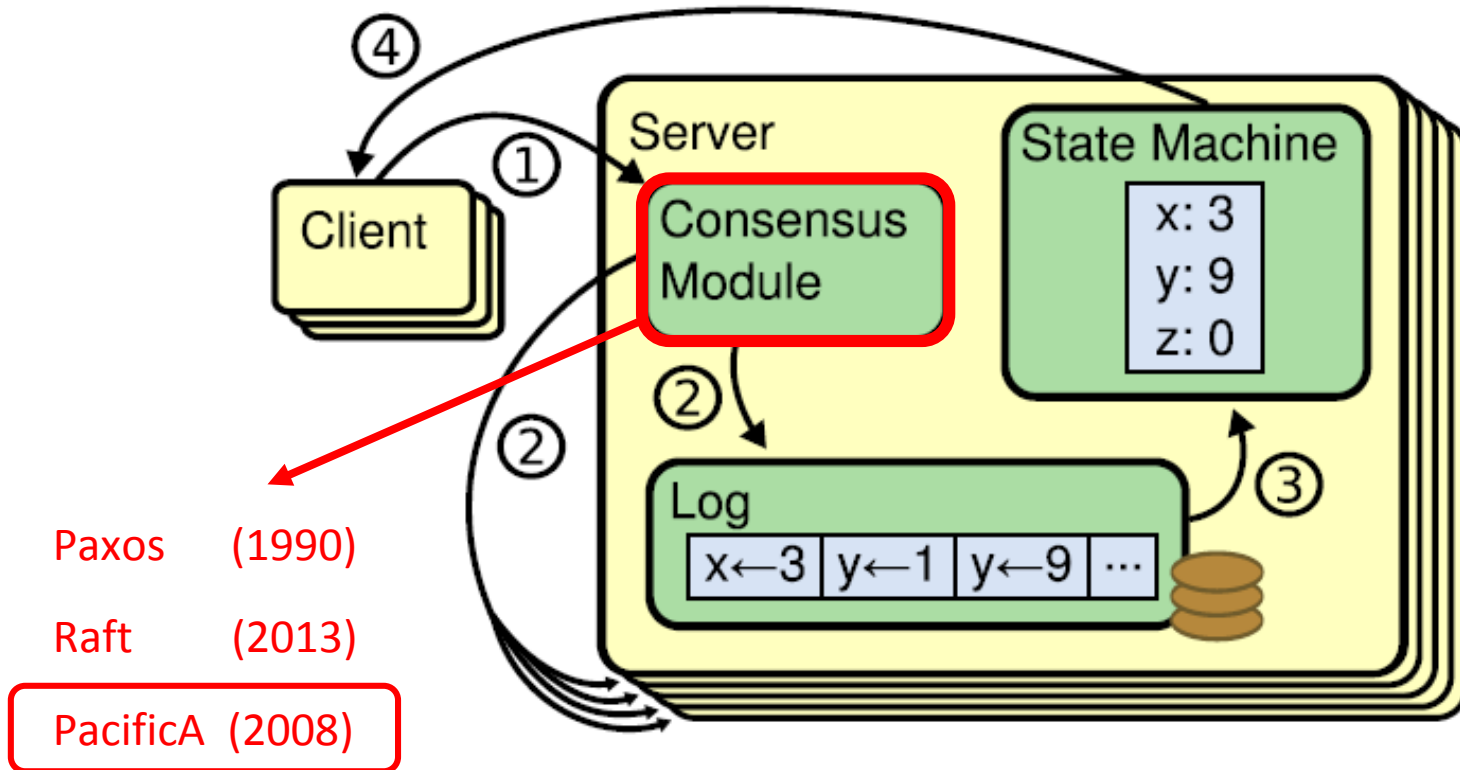 ④
①
Server
State Machine
Client
Consensus
Module
x: 3
y: 9
z: 0
②
②
③
Log
x←3 y←1 y←9 ···
Paxos (1990)
Raft (2013)
PacificA (2008)